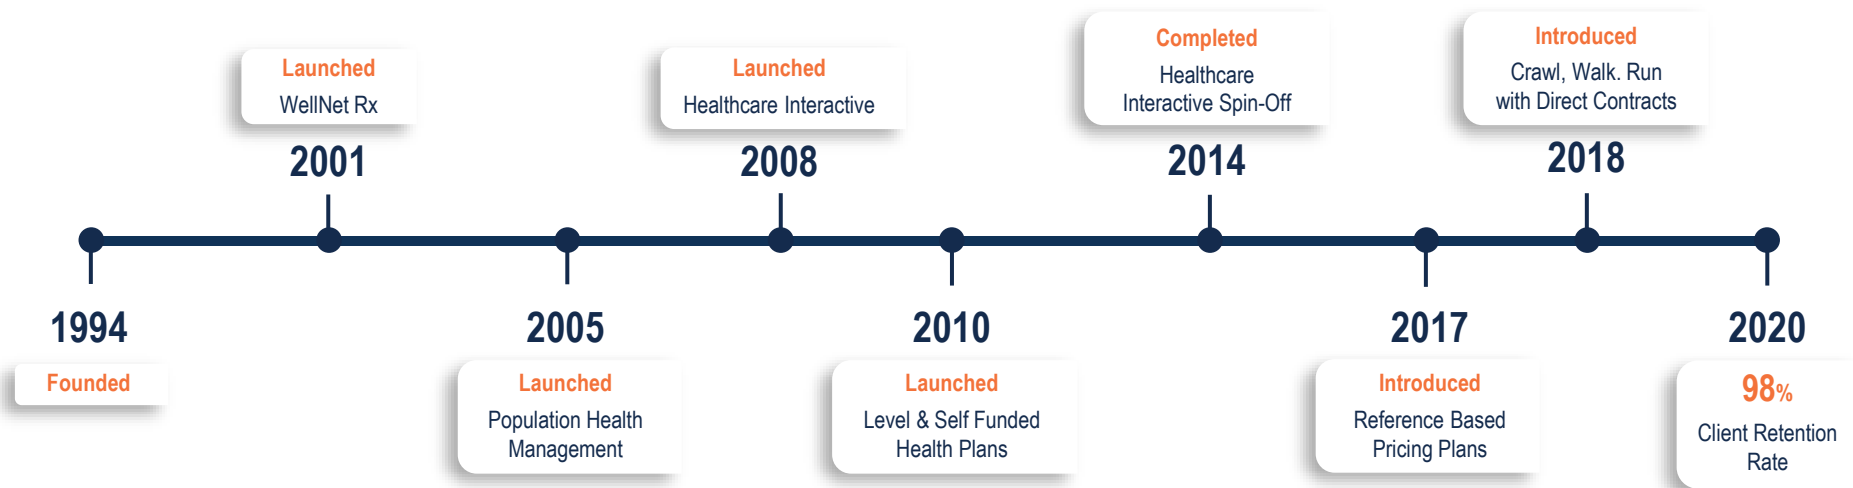 Launched
WellNet Rx
2001
Launched
Healthcare Interactive
2008
Completed
Healthcare
Interactive Spin-Off
2014
Introduced
Crawl, Walk. Run
with Direct Contracts
2018
1994
Founded
2005
Launched
Population Health
Management
2010
Launched
Level & Self Funded
Health Plans
2017
Introduced
Reference Based
Pricing Plans
2020
98%
Client Retention
Rate